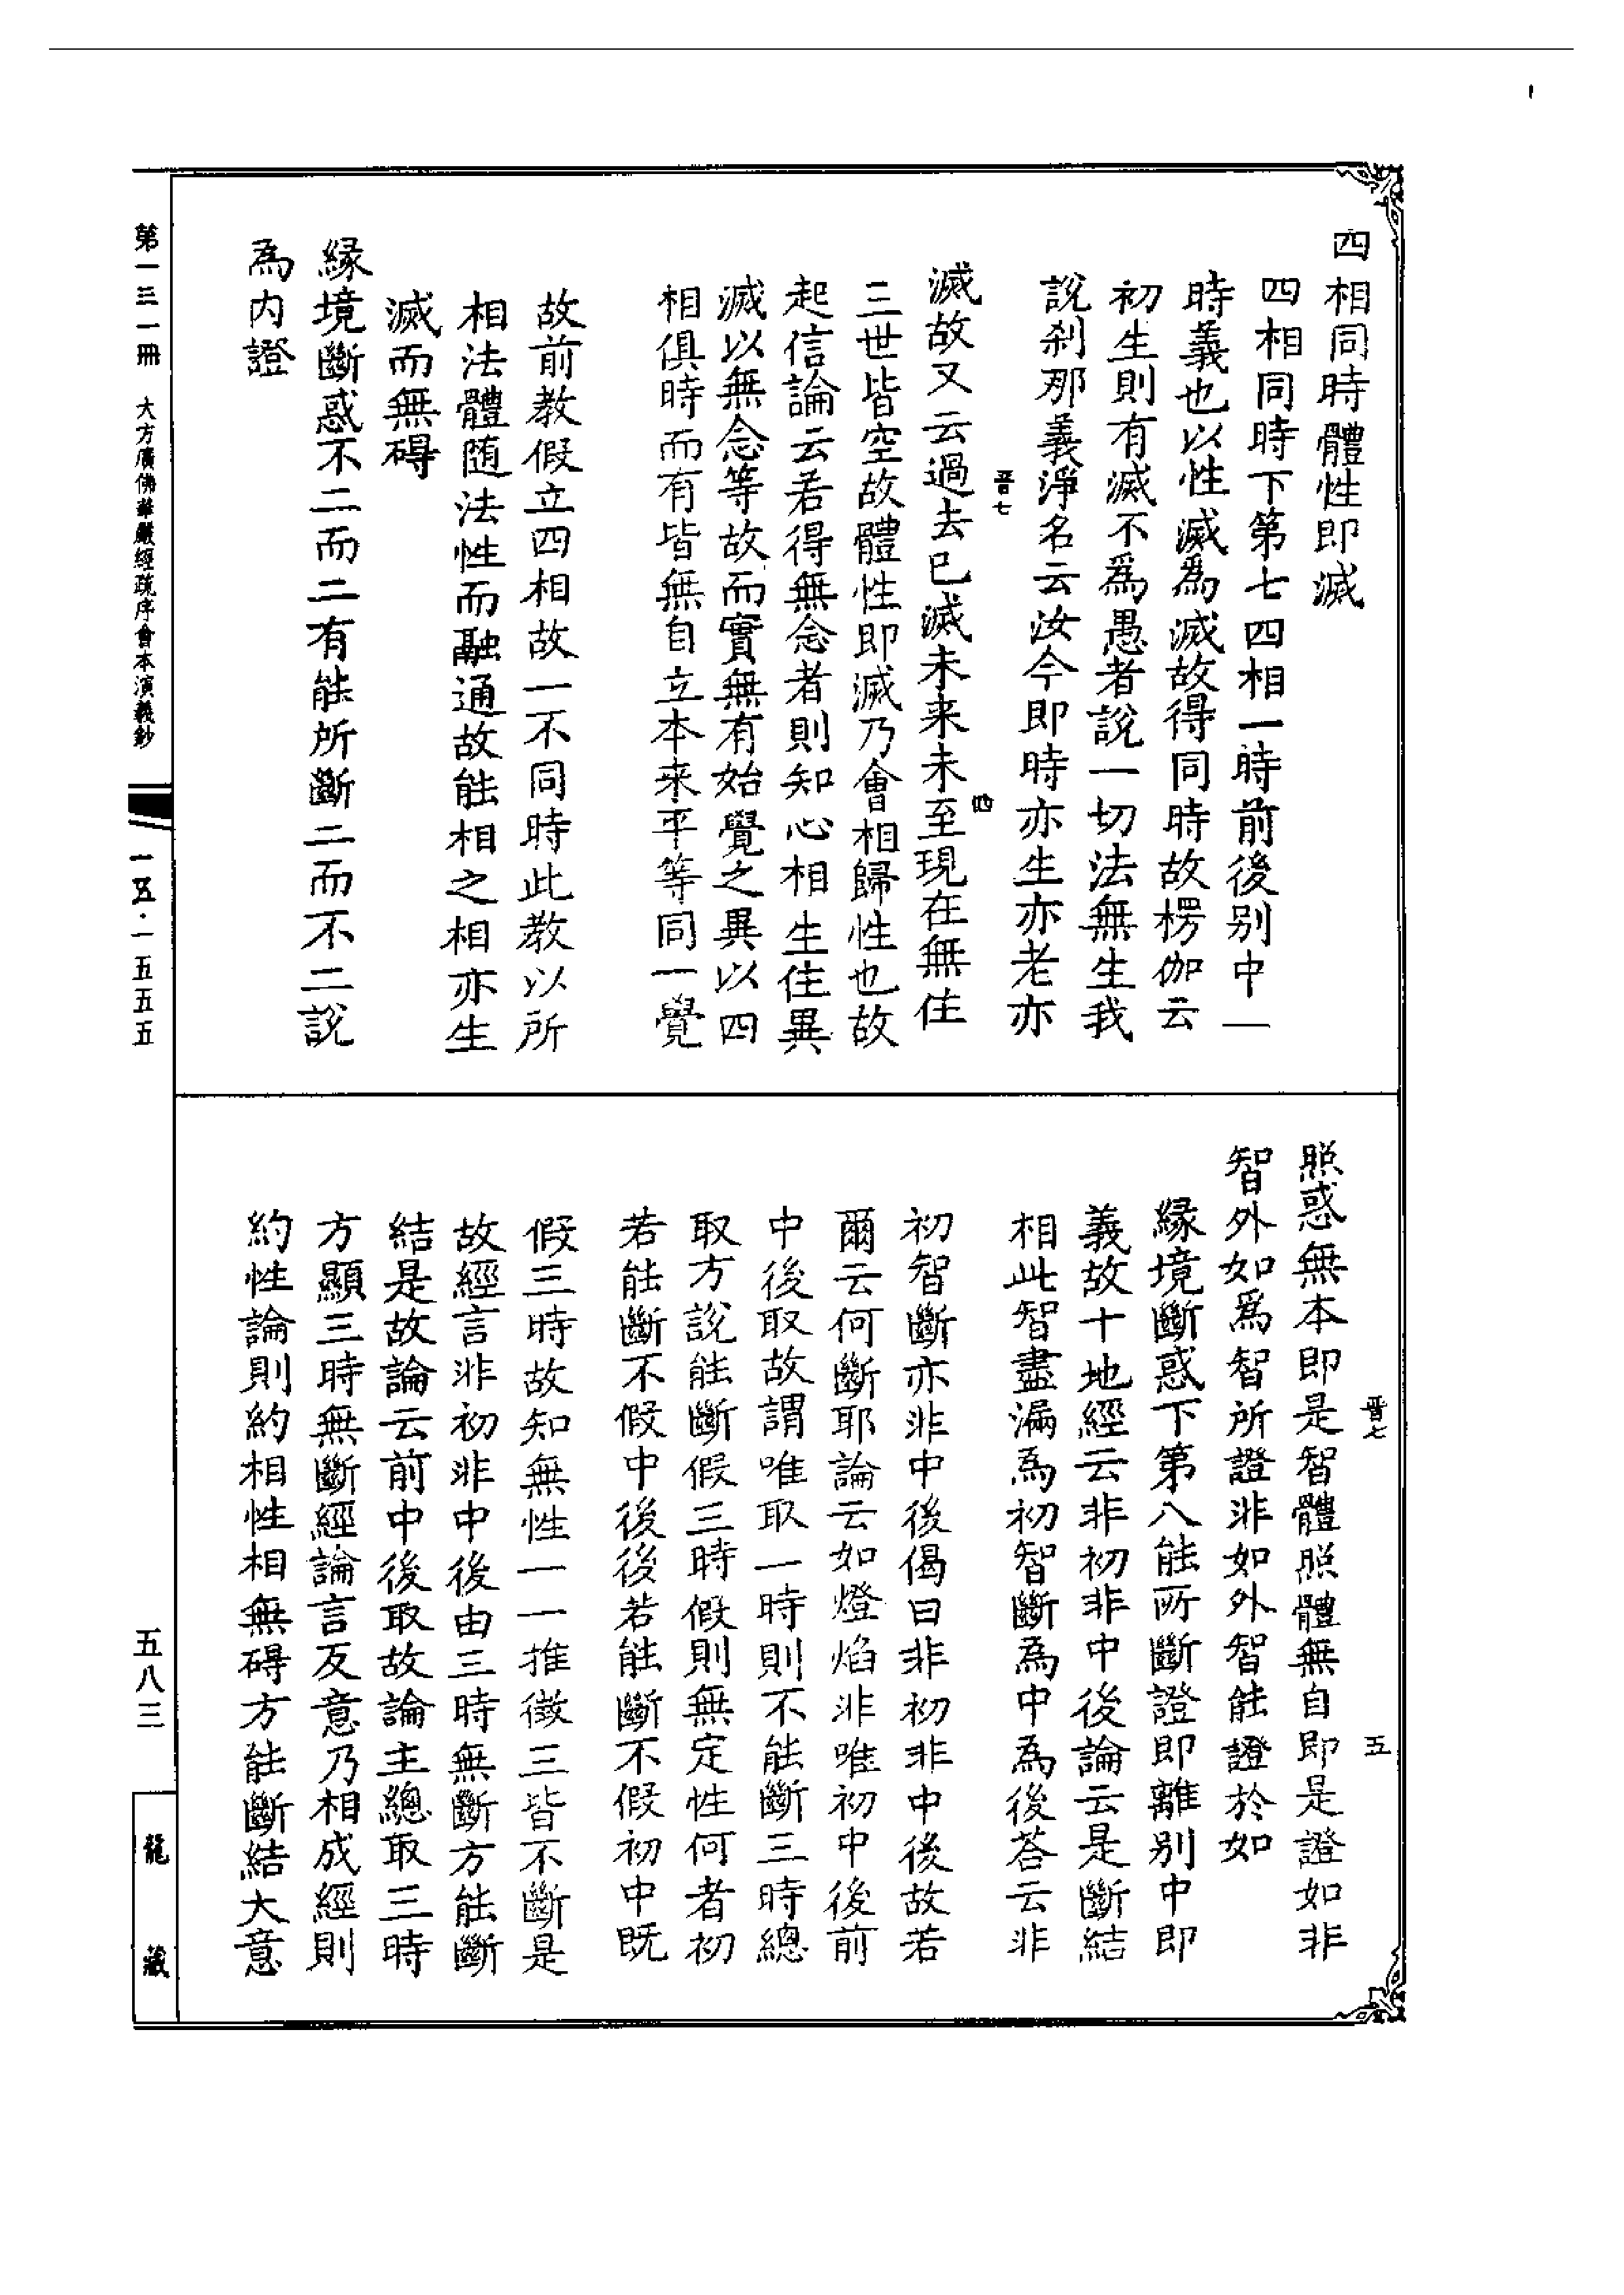 四相同時體性即滅
四相同時下第七四相一時前後別中一
時義也以性滅為滅故得同時故楞伽云
初生則有滅不為愚者說一切法無生我
說刹那義淨名云汝今即時亦生亦老亦
晋七
四
滅故又云過去已滅未来未至現在無住
三世皆空故體性即滅乃會相歸性也故
起信論云若得無念者則知心相生住異
滅以無念等故而實無有始覺之異以四
相俱時而有皆無自立本来平等同一覺
故前教假立四相故一不同時此教以所
相法體随法性而融通故能相之相亦生
滅而無碍
縁境斷惑不二而二有能所斷二而不二說
為内證
照惑無本即是智體照體無自即是證如非
智外如為智所證非如外智能證於如
縁境斷惑下第八能所斷證即離別中即
義故十地經云非初非中後論云是斷結
相此智盡漏為初智斷為中為後荅云非
初智斷亦非中後偈曰非初非中後故若
爾云何斷耶論云如燈焰非唯初中後前
中後取故謂唯取一時則不能斷三時總
取方說能斷假三時假則無定性何者初
若能斷不假中後後若能斷不假初中既
假三時故知無性一一推徵三皆不斷是
故經言非初非中後由三時無斷方能斷
結是故論云前中後取故論主總取三時
方顯三時無斷經論言反意乃相成經則
約性論則約相性相無碍方能斷結大意
晋七
五
第一三一冊 大方廣佛華嚴經疏序會本演義鈔
一五·一五五五
五八三
龍藏